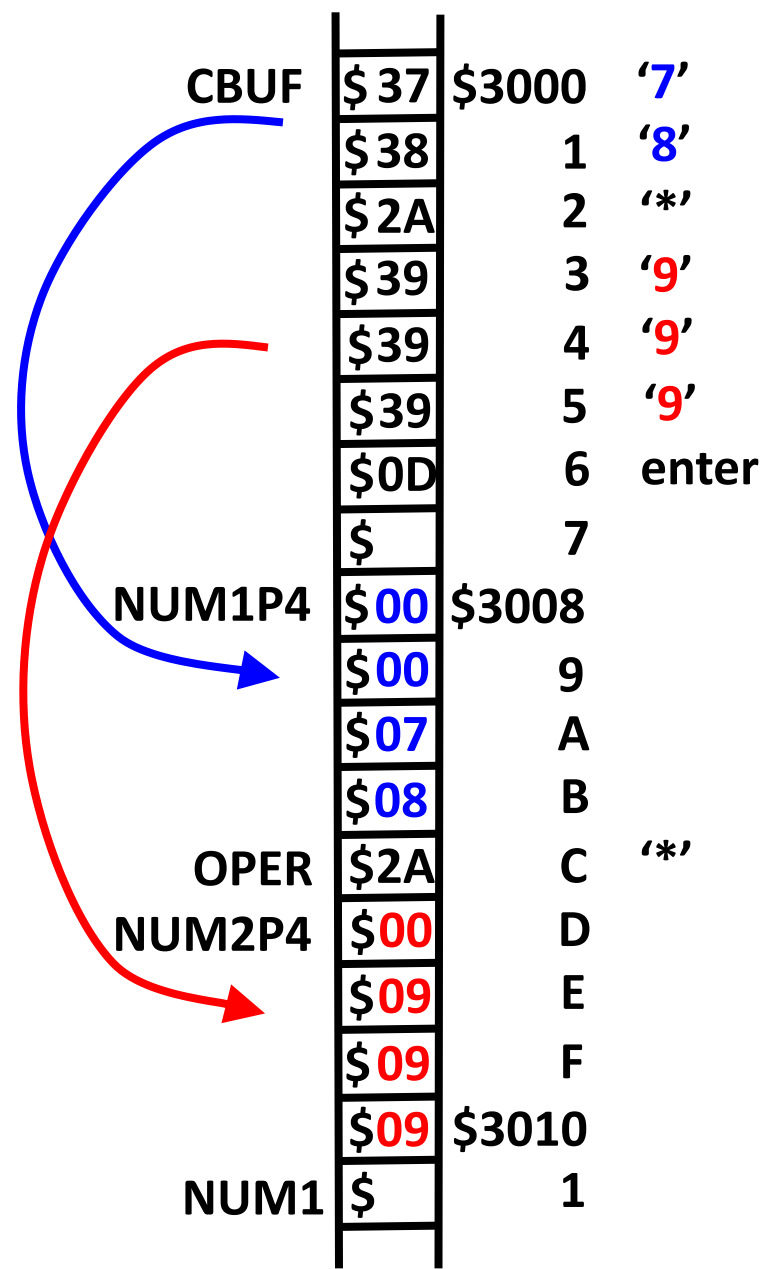 CBUF $37 $3000 ‘7’
$38 1 ‘8’
$2A 2 ‘*’
$39 3 ‘9’
$39 4 ‘9’
$39 5 ‘9’
$0D 6 enter
$ 7
NUM1P4 $00 $3008
$00 9
$07 A
$08 B
OPER $2A C ‘*’
NUM2P4 $00 D
$09 E
$09 F
$09 $3010
NUM1 $ 1